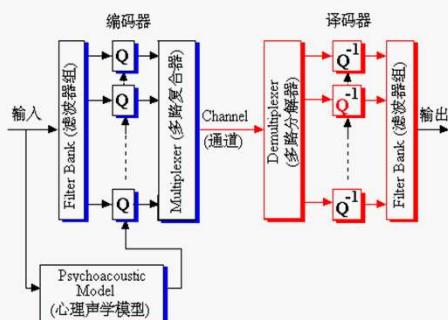 编码器
译码器
输入
Filter Bank (滤波器组)
Q
Q
Q
Multiplexer (多路复合器)
Channel
(通道)
Demultiplexer
(多路分解器)
Q-1
Q-1
Q-1
Filter Bank (滤波器组)
输出
Psychoacoustic
Model
(心理声学模型)